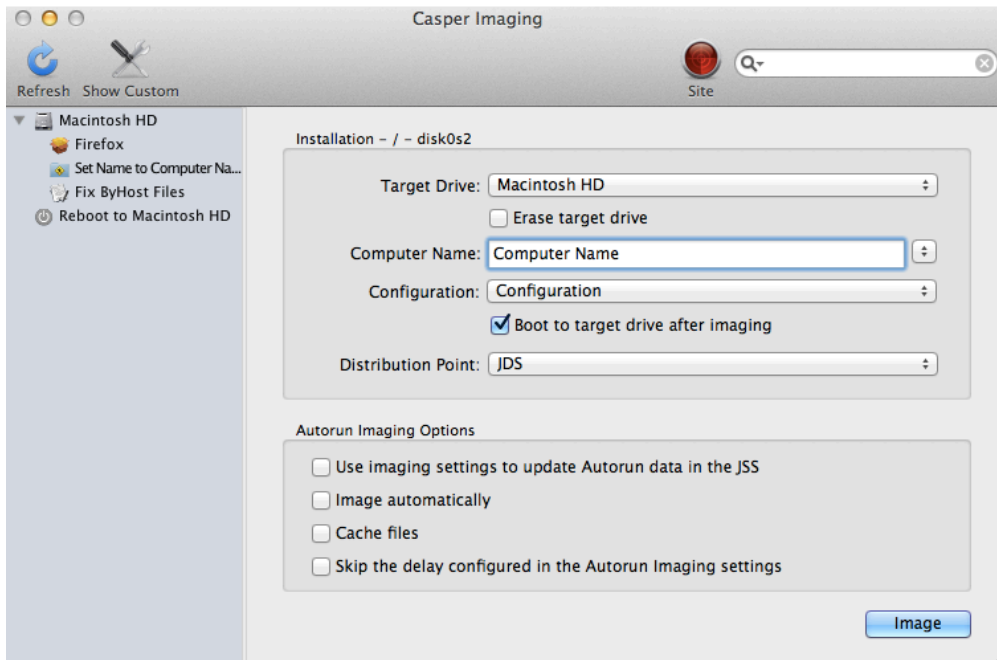 Casper Imaging
Refresh Show Custom
Site
Macintosh HD
Firefox
Set Name to Computer Na...
Fix ByHost Files
Reboot to Macintosh HD
Installation – / – disk0s2
Target Drive: Macintosh HD
Erase target drive
Computer Name: Computer Name
Configuration: Configuration
Boot to target drive after imaging
Distribution Point: JDS
Autorun Imaging Options
Use imaging settings to update Autorun data in the JSS
Image automatically
Cache files
Skip the delay configured in the Autorun Imaging settings
Image